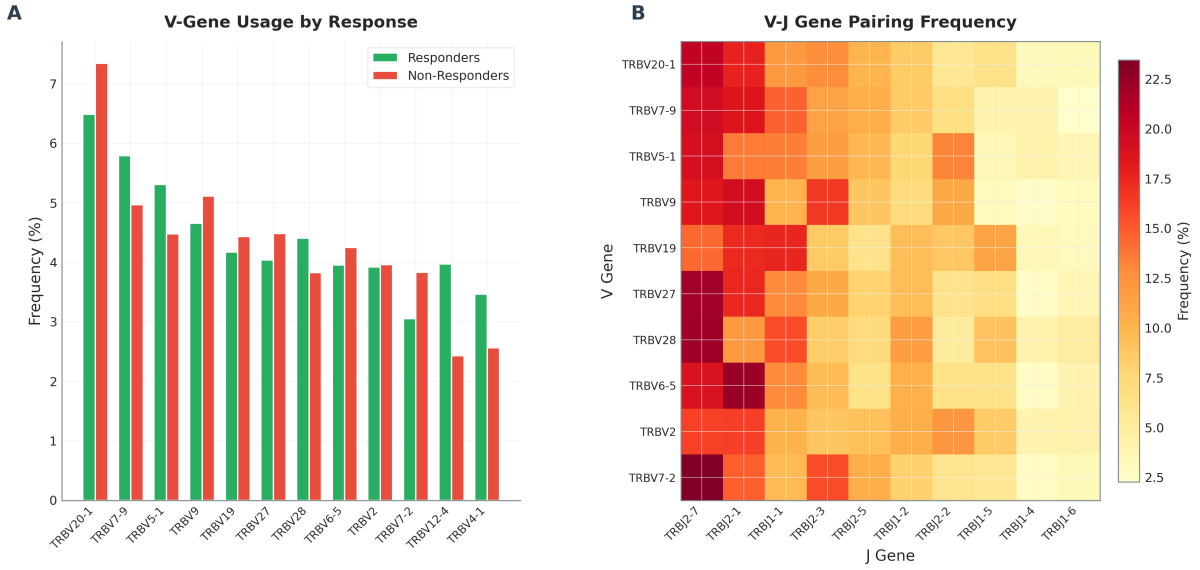 A
V-Gene Usage by Response
Responders
Non-Responders
Frequency (%)
7
6
5
4
3
2
1
0
TRBV20-1
TRBV7-9
TRBV5-1
TRBV9
TRBV19
TRBV27
TRBV28
TRBV6-5
TRBV2
TRBV7-2
TRBV12-4
TRBV4-1
B
V-J Gene Pairing Frequency
V Gene
TRBV20-1
TRBV7-9
TRBV5-1
TRBV9
TRBV19
TRBV27
TRBV28
TRBV6-5
TRBV2
TRBV7-2
TRBJ2-7
TRBJ2-1
TRBJ1-1
TRBJ2-3
TRBJ2-5
TRBJ1-2
TRBJ2-2
TRBJ1-5
TRBJ1-4
TRBJ1-6
J Gene
22.5
20.0
17.5
15.0
12.5
10.0
7.5
5.0
2.5
Frequency (%)